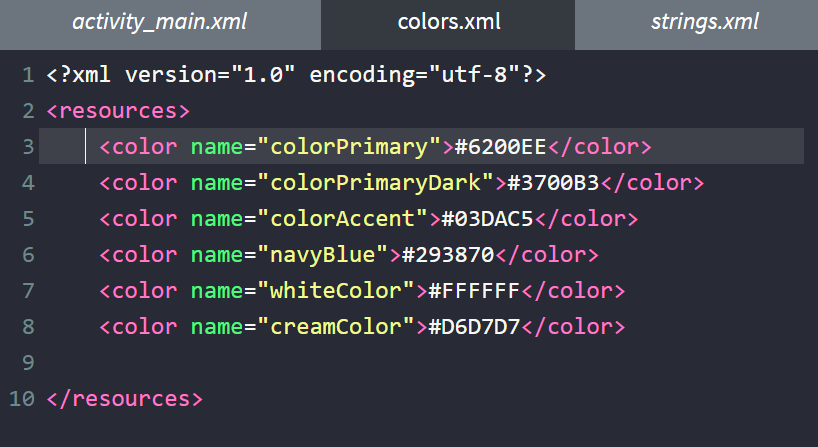 activity_main.xml colors.xml strings.xml
1 <?xml version="1.0" encoding="utf-8"?>
2 <resources>
3     <color name="colorPrimary">#6200EE</color>
4     <color name="colorPrimaryDark">#3700B3</color>
5     <color name="colorAccent">#03DAC5</color>
6     <color name="navyBlue">#293870</color>
7     <color name="whiteColor">#FFFFFF</color>
8     <color name="creamColor">#D6D7D7</color>
9
10 </resources>